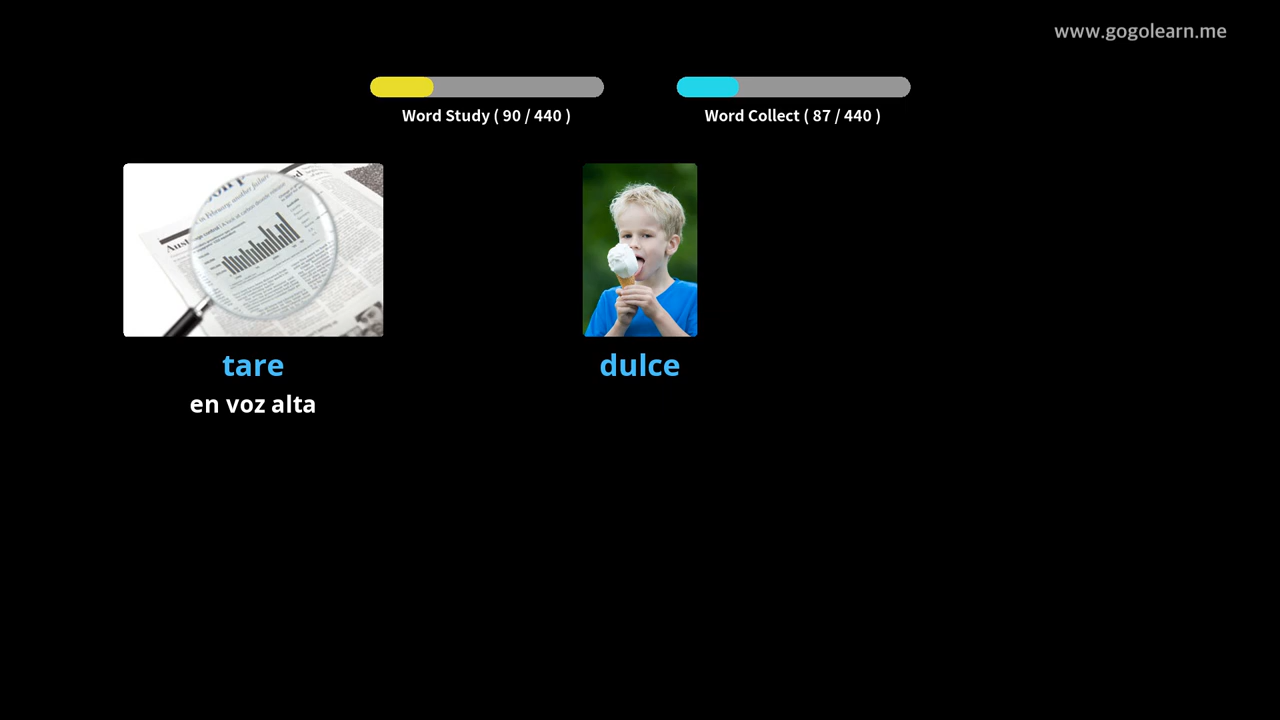 www.gogolearn.me
Word Study ( 90 / 440 )
Word Collect ( 87 / 440 )
tare
en voz alta
dulce